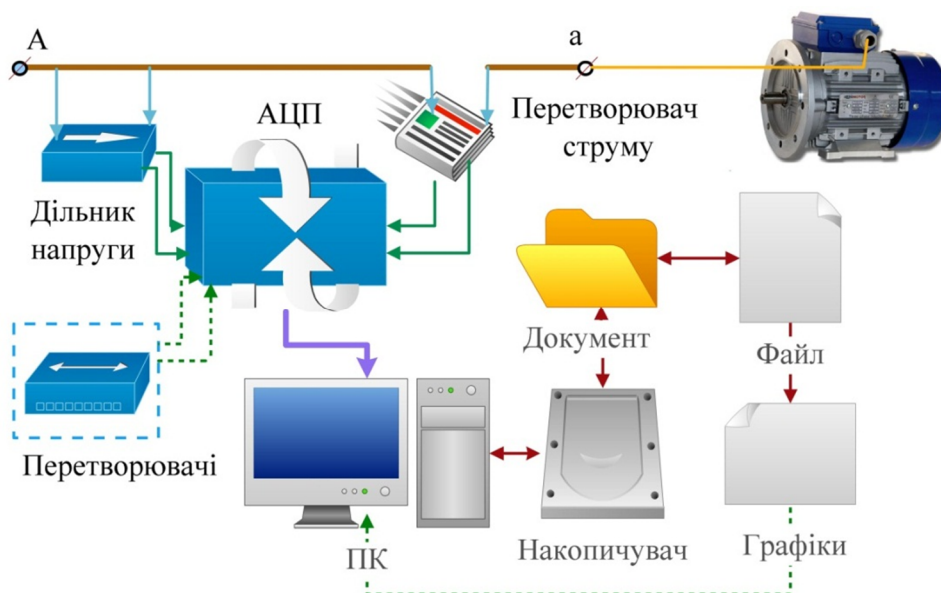 А
а
АЦП
Перетворювач
струму
Дільник
напруги
Документ
Файл
Перетворювачі
ПК
Накопичувач
Графіки